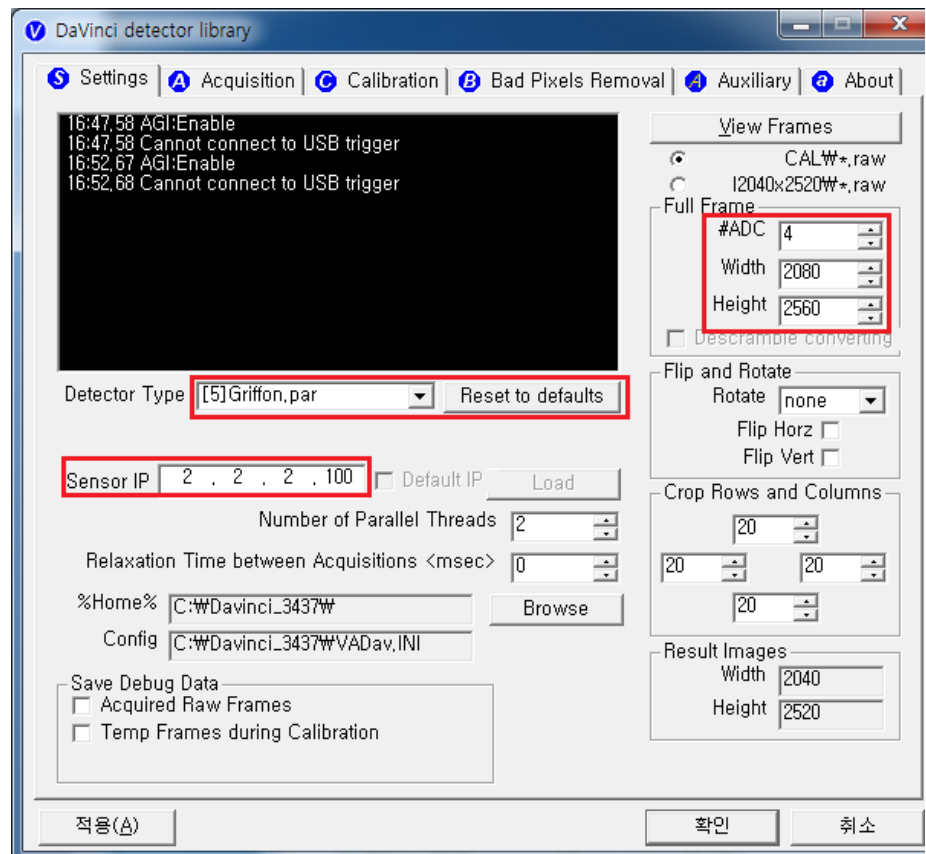 DaVinci detector library
Settings Acquisition Calibration Bad Pixels Removal Auxiliary About
16:47,58 AGI:Enable
16:47,58 Cannot connect to USB trigger
16:52,67 AGI:Enable
16:52,68 Cannot connect to USB trigger
View Frames
CAL₩*,raw
I2040x2520₩*,raw
Full Frame
#ADC 4
Width 2080
Height 2560
Descramble converting
Detector Type [5]Griffon,par Reset to defaults
Sensor IP 2 . 2 . 2 . 100 Default IP Load
Number of Parallel Threads 2
Relaxation Time between Acquisitions <msec> 0
%Home% C:₩Davinci_3437₩ Browse
Config C:₩Davinci_3437₩VADav,INI
Save Debug Data
Acquired Raw Frames
Temp Frames during Calibration
Flip and Rotate
Rotate none
Flip Horz
Flip Vert
Crop Rows and Columns
20
20 20
20
Result Images
Width 2040
Height 2520
적용(A) 확인 취소